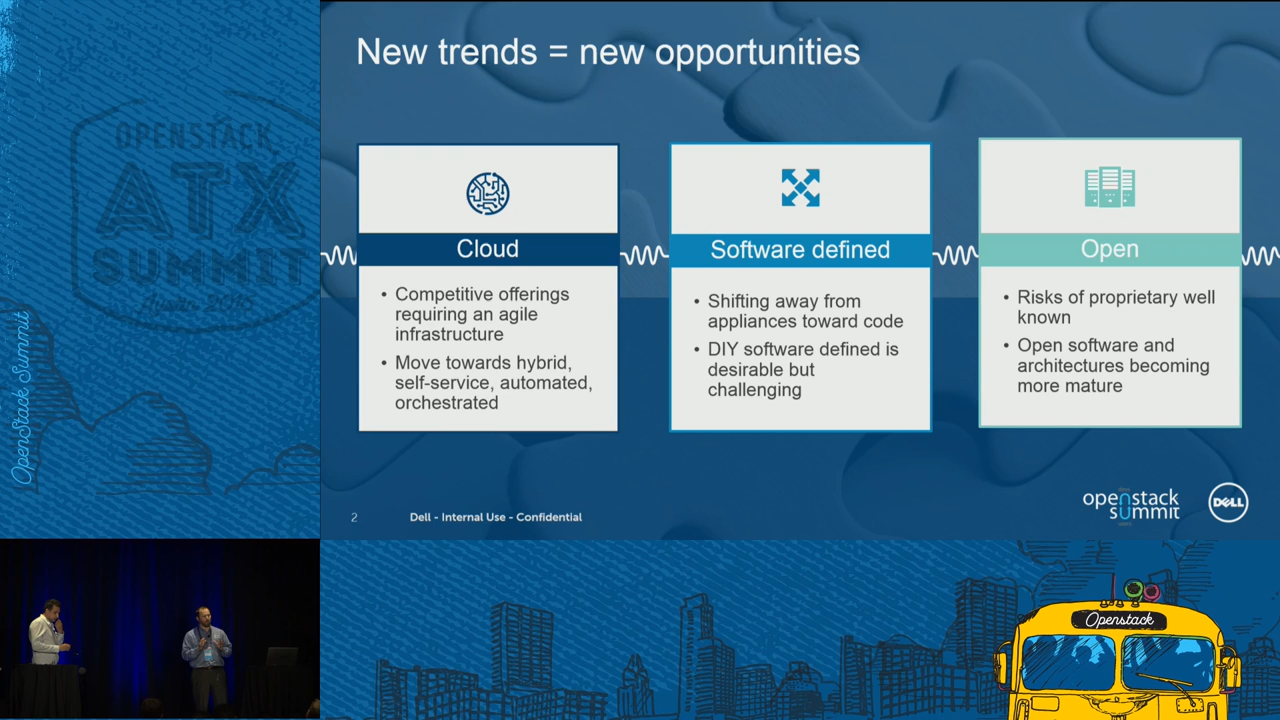 OPENSTACK
ATX
SUMMIT
Austin 2016
OpenStack Summit
New trends = new opportunities
Cloud
• Competitive offerings
requiring an agile
infrastructure
• Move towards hybrid,
self-service, automated,
orchestrated
Software defined
• Shifting away from
appliances toward code
• DIY software defined is
desirable but
challenging
Open
• Risks of proprietary well
known
• Open software and
architectures becoming
more mature
2
Dell - Internal Use - Confidential
openstack
summit
DELL
Openstack